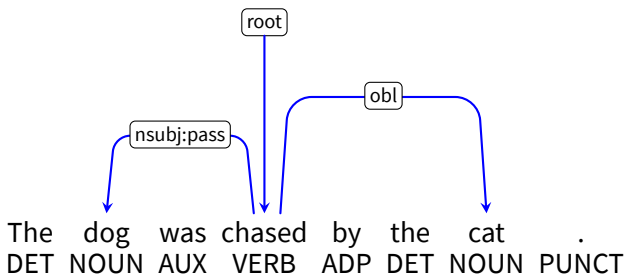 root
obl
nsubj:pass
The dog was chased by the cat .
DET NOUN AUX VERB ADP DET NOUN PUNCT